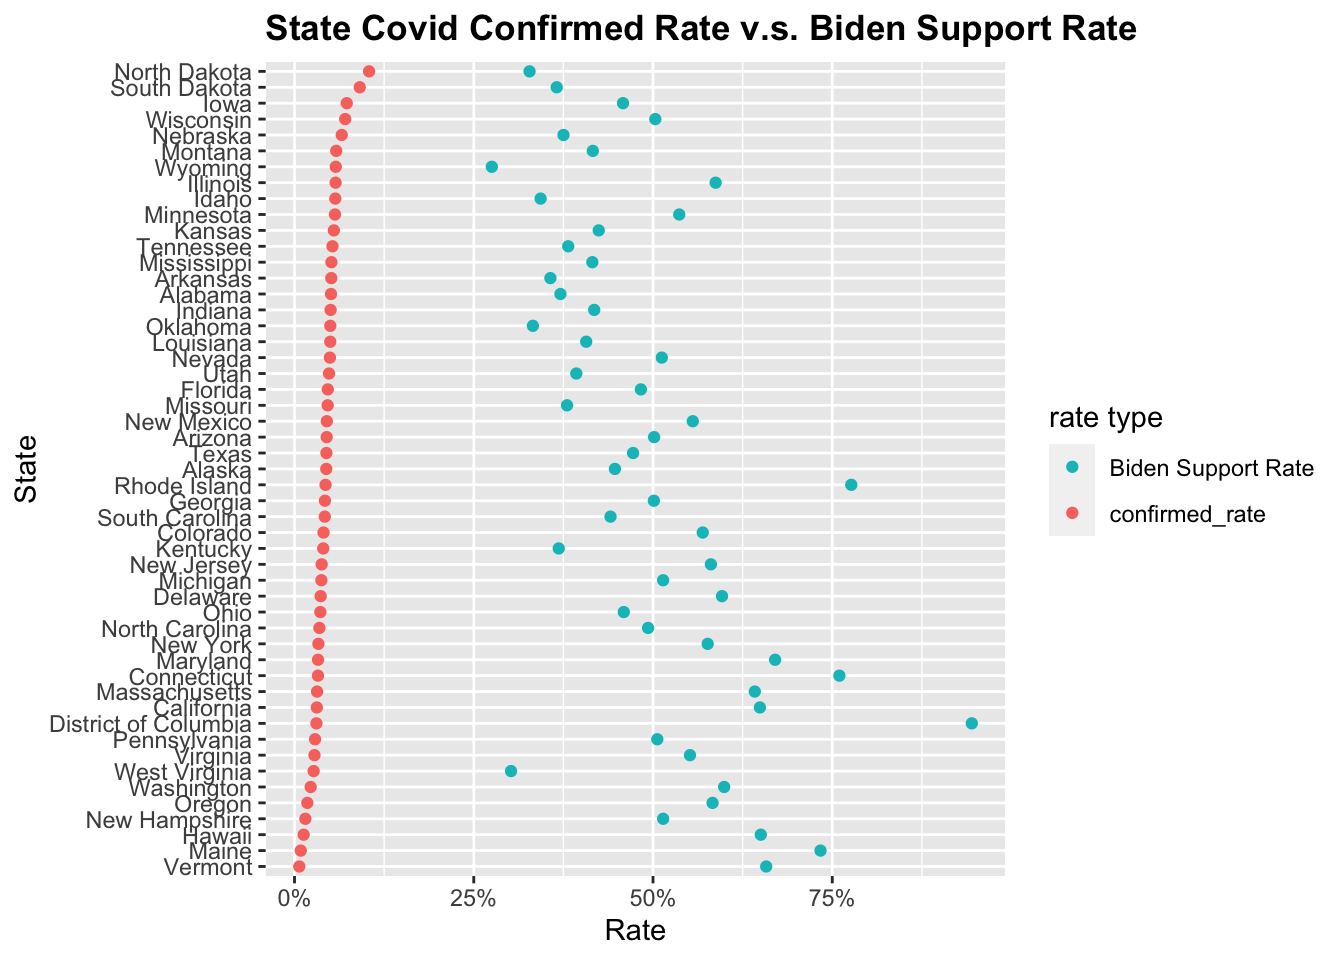 State Covid Confirmed Rate v.s. Biden Support Rate
State
North Dakota
South Dakota
Iowa
Wisconsin
Nebraska
Montana
Wyoming
Illinois
Idaho
Minnesota
Kansas
Tennessee
Mississippi
Arkansas
Alabama
Indiana
Oklahoma
Louisiana
Nevada
Utah
Florida
Missouri
New Mexico
Arizona
Texas
Alaska
Rhode Island
Georgia
South Carolina
Colorado
Kentucky
New Jersey
Michigan
Delaware
Ohio
North Carolina
New York
Maryland
Connecticut
Massachusetts
California
District of Columbia
Pennsylvania
Virginia
West Virginia
Washington
Oregon
New Hampshire
Hawaii
Maine
Vermont
0% 25% 50% 75%
Rate
rate type
Biden Support Rate
confirmed_rate